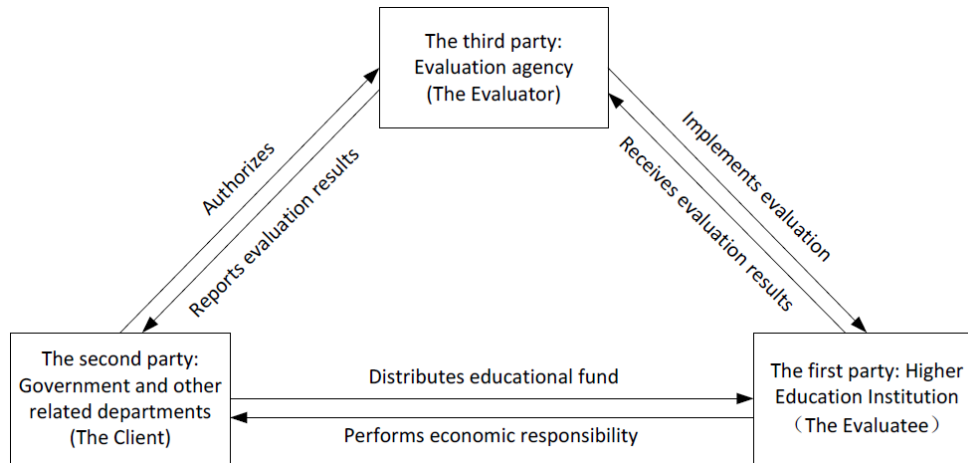 The third party:
Evaluation agency
(The Evaluator)
Authorizes
Reports evaluation results
Implements evaluation
Receives evaluation results
The second party:
Government and other
related departments
(The Client)
Distributes educational fund
Performs economic responsibility
The first party: Higher
Education Institution
（The Evaluatee）